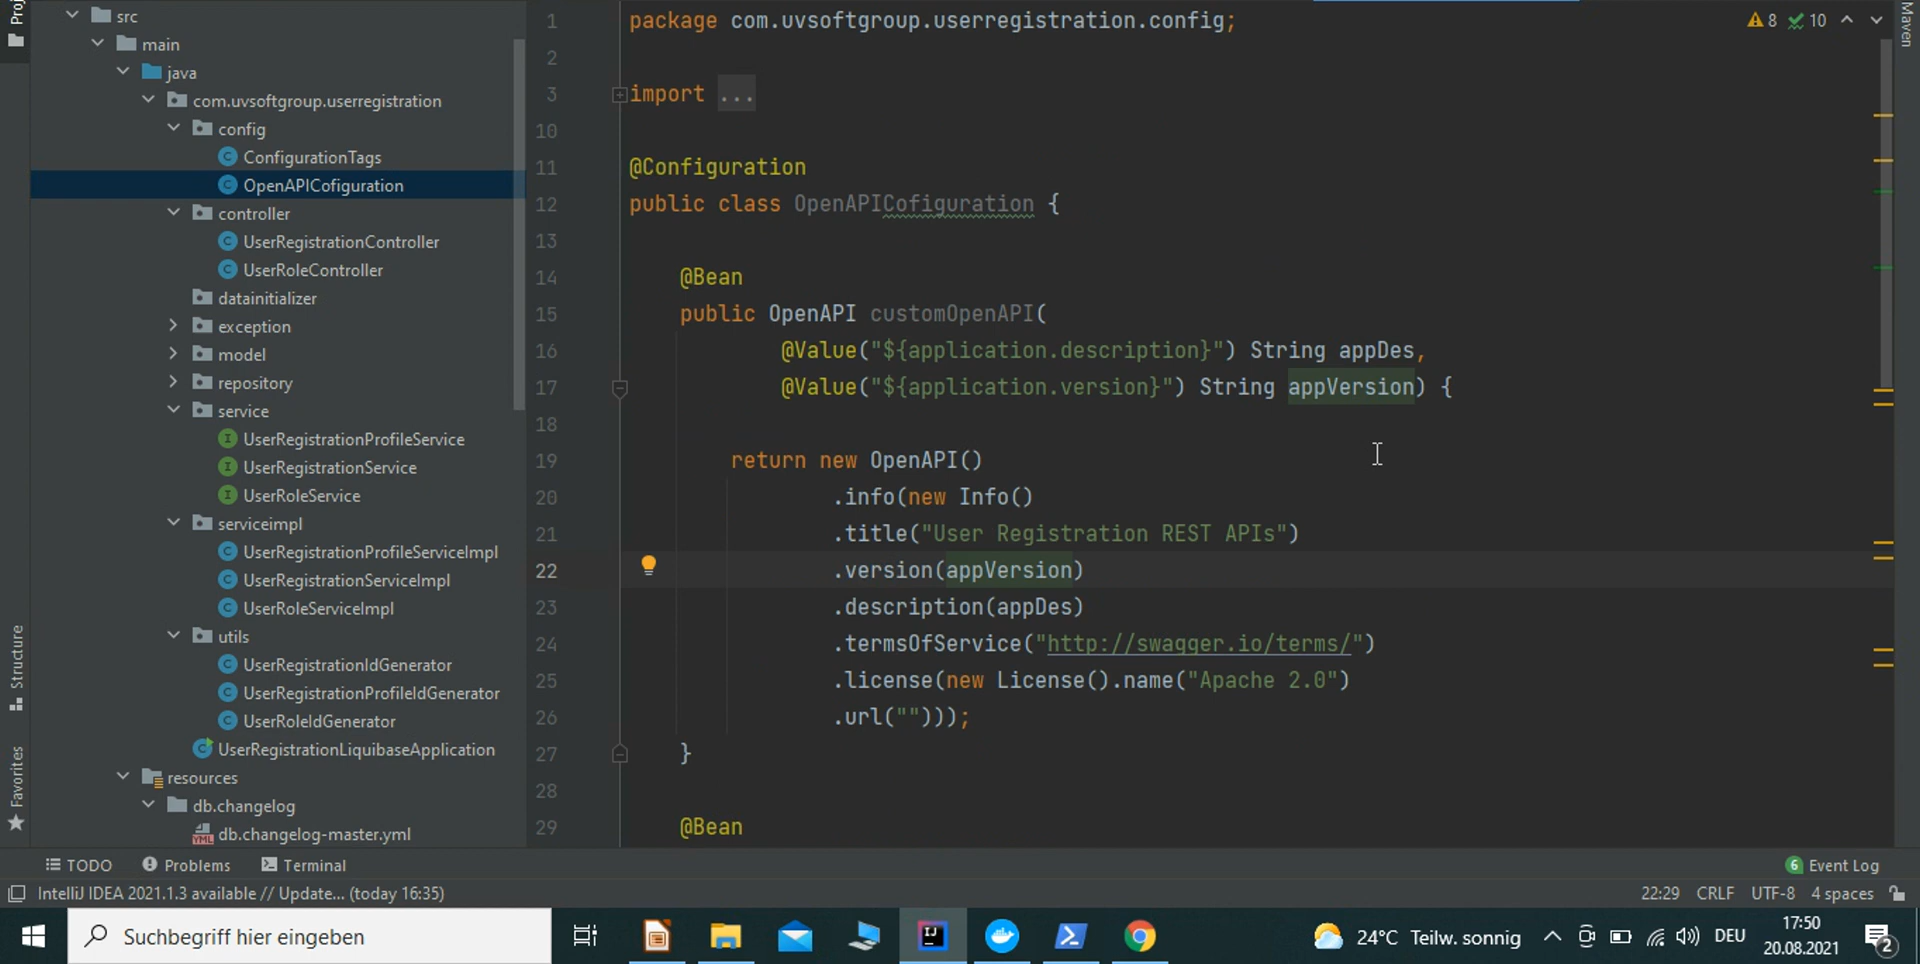 Proj
src
main
java
com.uvsoftgroup.userregistration
config
ConfigurationTags
OpenAPICofiguration
controller
UserRegistrationController
UserRoleController
datainitializer
exception
model
repository
service
UserRegistrationProfileService
UserRegistrationService
UserRoleService
serviceimpl
UserRegistrationProfileServiceImpl
UserRegistrationServiceImpl
UserRoleServiceImpl
utils
UserRegistrationIdGenerator
UserRegistrationProfileIdGenerator
UserRoleIdGenerator
UserRegistrationLiquibaseApplication
resources
db.changelog
db.changelog-master.yml
Structure
Favorites
1 package com.uvsoftgroup.userregistration.config;
2
3 import ...
10
11 @Configuration
12 public class OpenAPICofiguration {
13
14 @Bean
15 public OpenAPI customOpenAPI(
16 @Value("${application.description}") String appDes,
17 @Value("${application.version}") String appVersion) {
18
19 return new OpenAPI()
20 .info(new Info()
21 .title("User Registration REST APIs")
22 .version(appVersion)
23 .description(appDes)
24 .termsOfService("http://swagger.io/terms/")
25 .license(new License().name("Apache 2.0")
26 .url("")));
27 }
28
29 @Bean
8 10
Maven
TODO Problems Terminal 6 Event Log
IntelliJ IDEA 2021.1.3 available // Update... (today 16:35) 22:29 CRLF UTF-8 4 spaces
Suchbegriff hier eingeben
24°C Teilw. sonnig DEU 17:50
20.08.2021
2